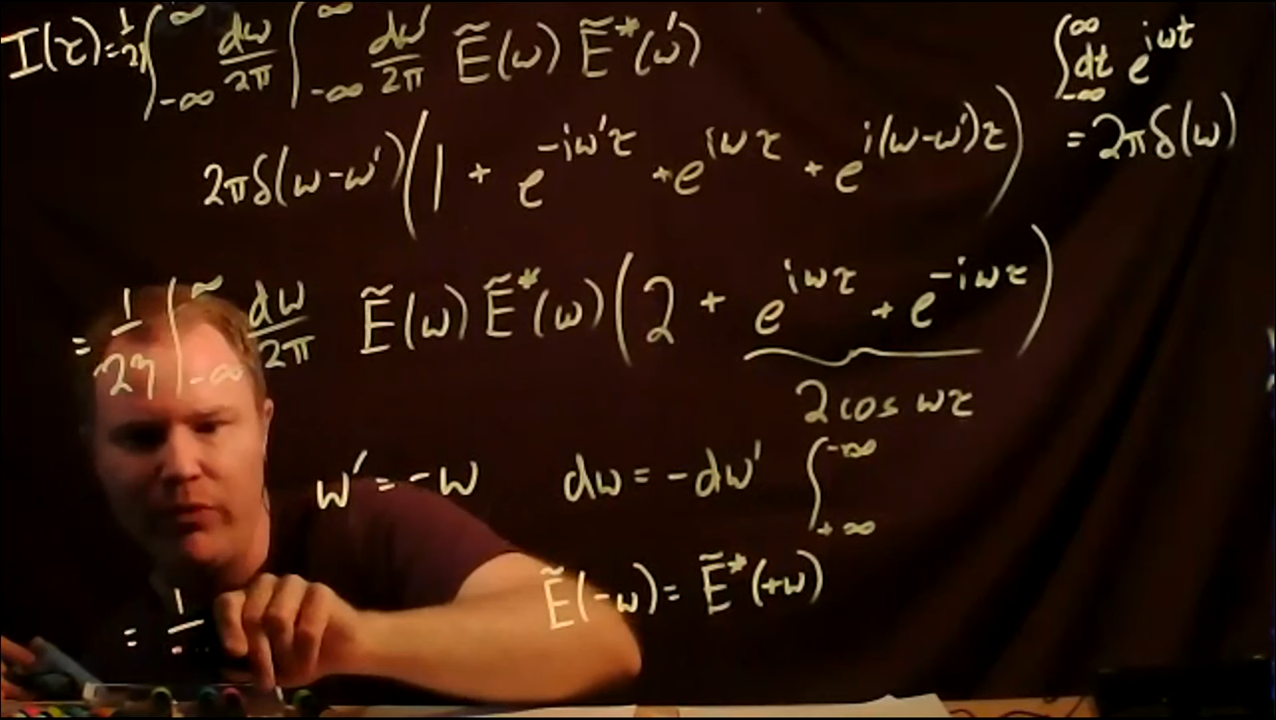 I(τ)=1/2η ∫_{-∞}^{∞} dω/2π ∫_{-∞}^{∞} dω'/2π Ẽ(ω) Ẽ*(ω')
∫_{-∞}^{∞} dt e^{iωt}
= 2πδ(ω)
2πδ(ω-ω')(1 + e^{-iω'τ} + e^{iωτ} + e^{i(ω-ω')τ})
= 1/2η ∫_{-∞}^{∞} dω/2π Ẽ(ω) Ẽ*(ω) (2 + e^{iωτ} + e^{-iωτ})
2 cos ωτ
ω' = -ω dω = -dω' ∫_{+∞}^{-∞}
Ẽ(-ω) = Ẽ*(+ω)
= 1